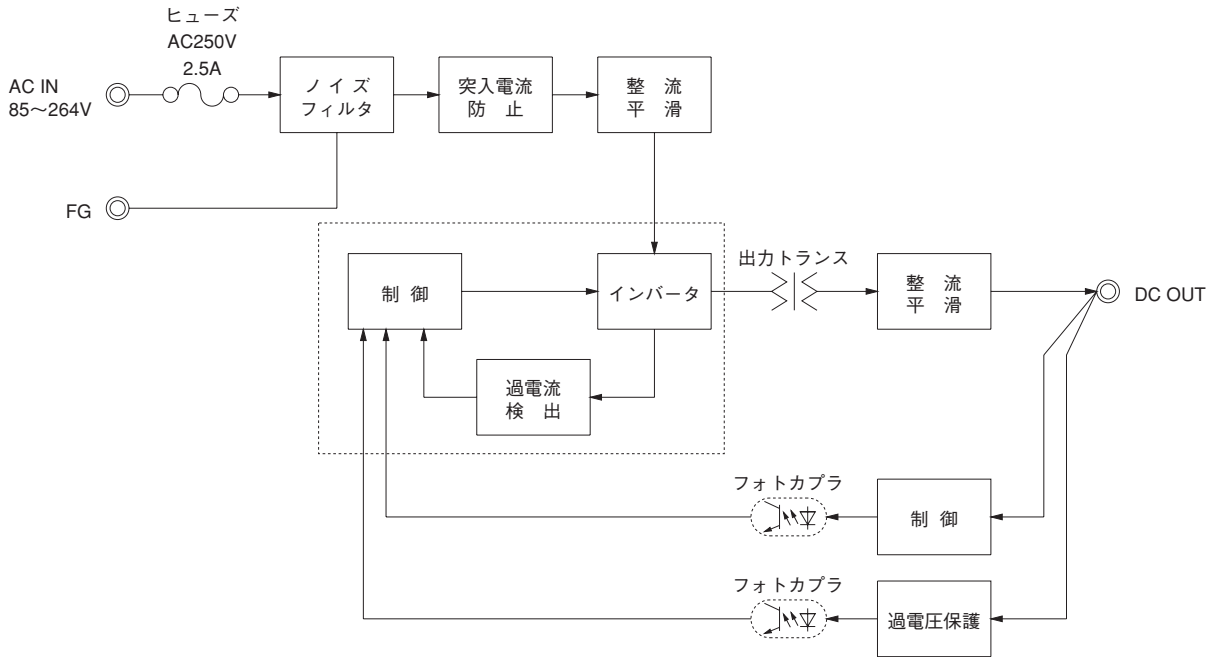 ヒューズ
AC250V
2.5A
AC IN
85～264V
ノイズ
フィルタ
突入電流
防止
整流
平滑
FG
制御
インバータ
出力トランス
整流
平滑
DC OUT
過電流
検出
フォトカプラ
制御
フォトカプラ
過電圧保護